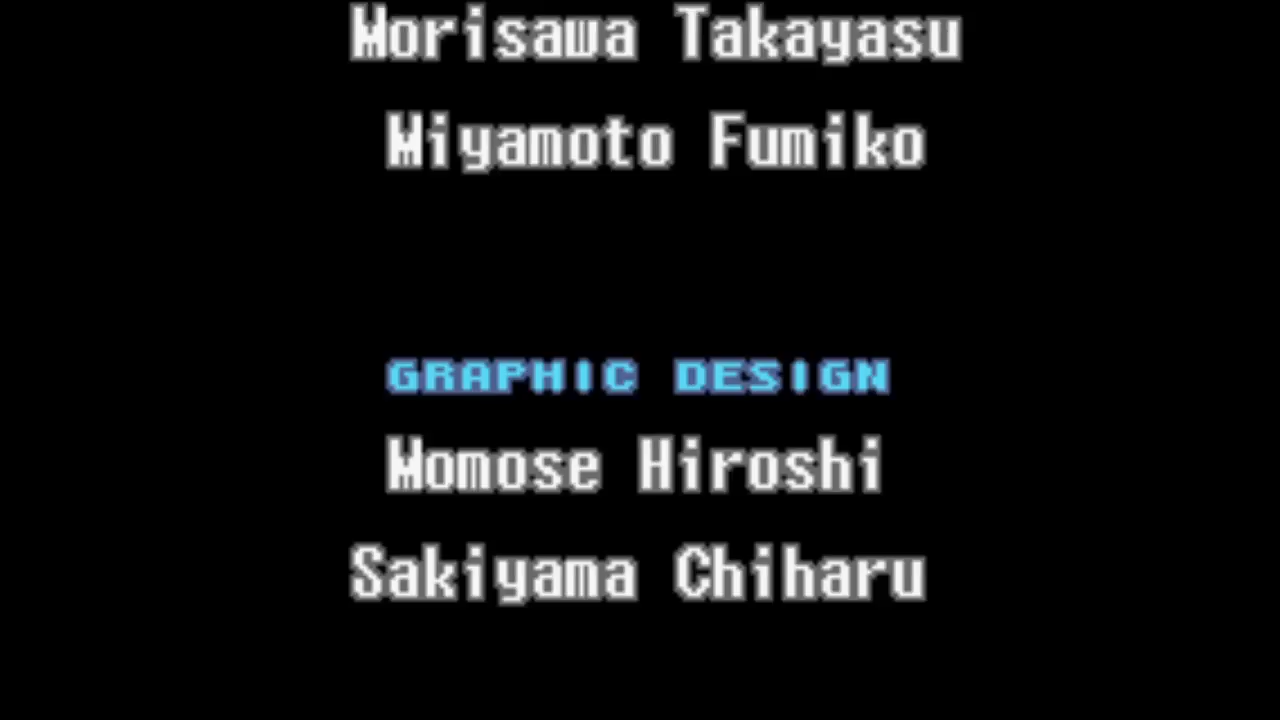 Morisawa Takayasu
Miyamoto Fumiko
GRAPHIC DESIGN
Momose Hiroshi
Sakiyama Chiharu